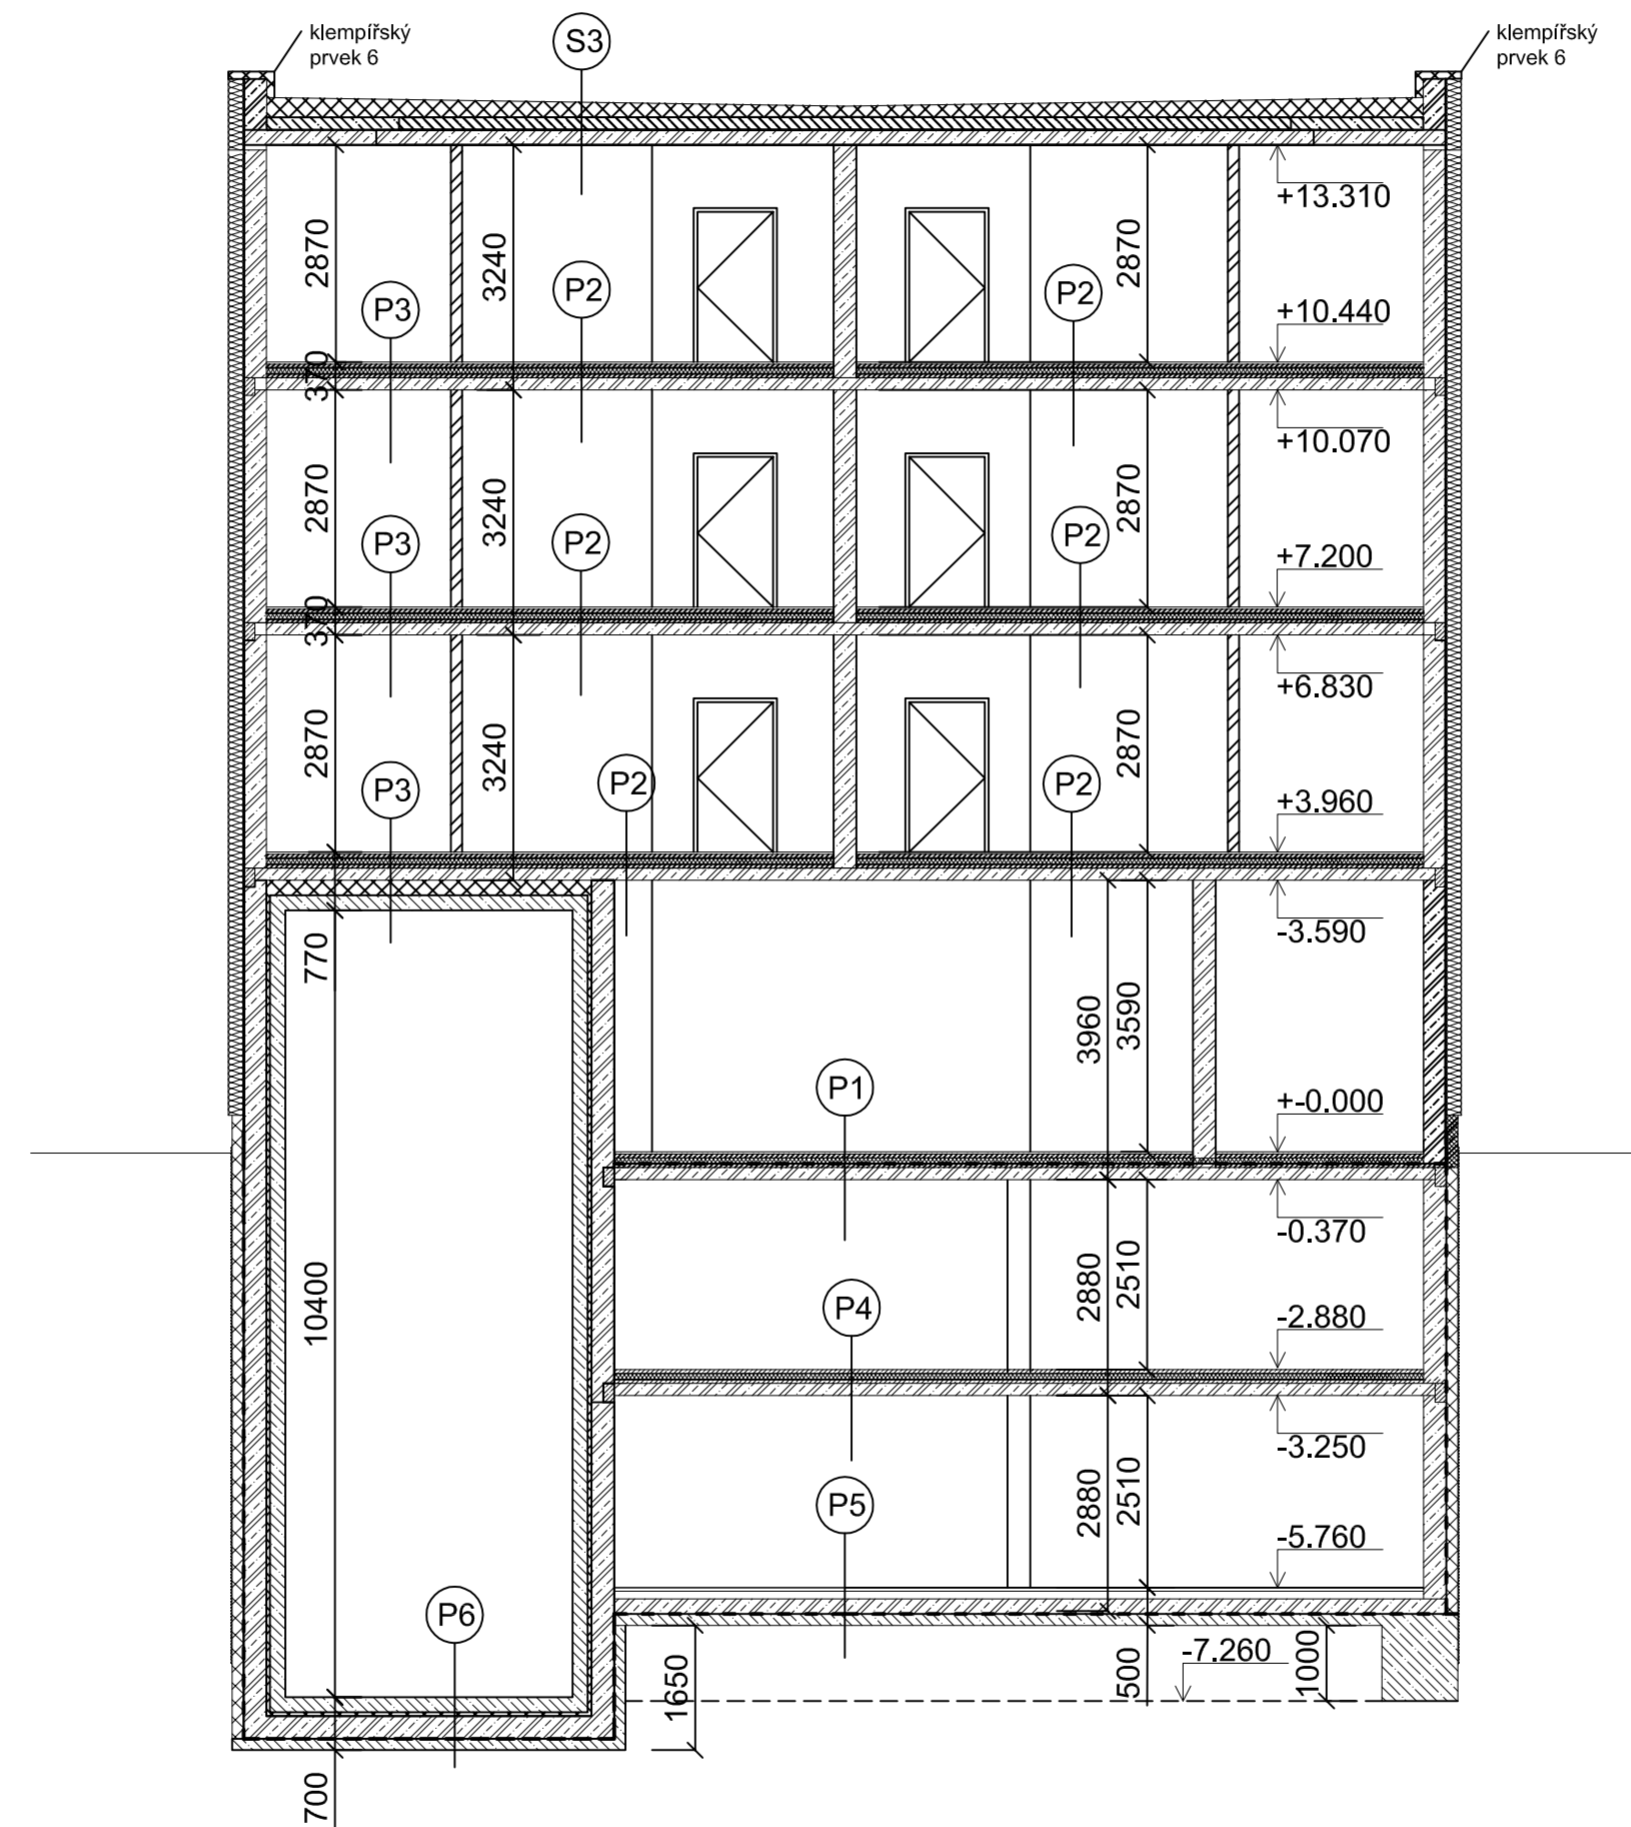 klempířský
prvek 6
S3
klempířský
prvek 6
+13.310
2870
3240
2870
P3
P2
P2
+10.440
370
+10.070
2870
3240
2870
P3
P2
P2
+7.200
370
+6.830
2870
3240
2870
P3
P2
P2
+3.960
-3.590
770
3960
3590
P1
+-0.000
-0.370
10400
2880
2510
P4
-2.880
-3.250
2880
2510
P5
-5.760
P6
1650
500
-7.260
1000
700